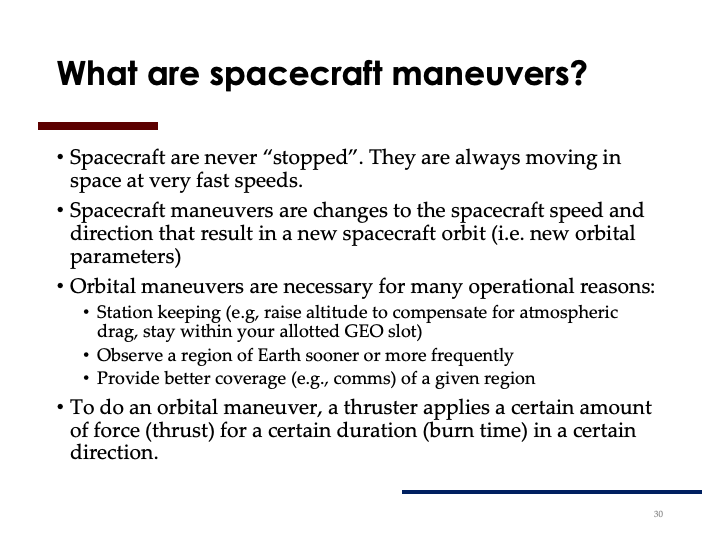 What are spacecraft maneuvers?
• Spacecraft are never “stopped”. They are always moving in
space at very fast speeds.
• Spacecraft maneuvers are changes to the spacecraft speed and
direction that result in a new spacecraft orbit (i.e. new orbital
parameters)
• Orbital maneuvers are necessary for many operational reasons:
• Station keeping (e.g, raise altitude to compensate for atmospheric
drag, stay within your allotted GEO slot)
• Observe a region of Earth sooner or more frequently
• Provide better coverage (e.g., comms) of a given region
• To do an orbital maneuver, a thruster applies a certain amount
of force (thrust) for a certain duration (burn time) in a certain
direction.
30